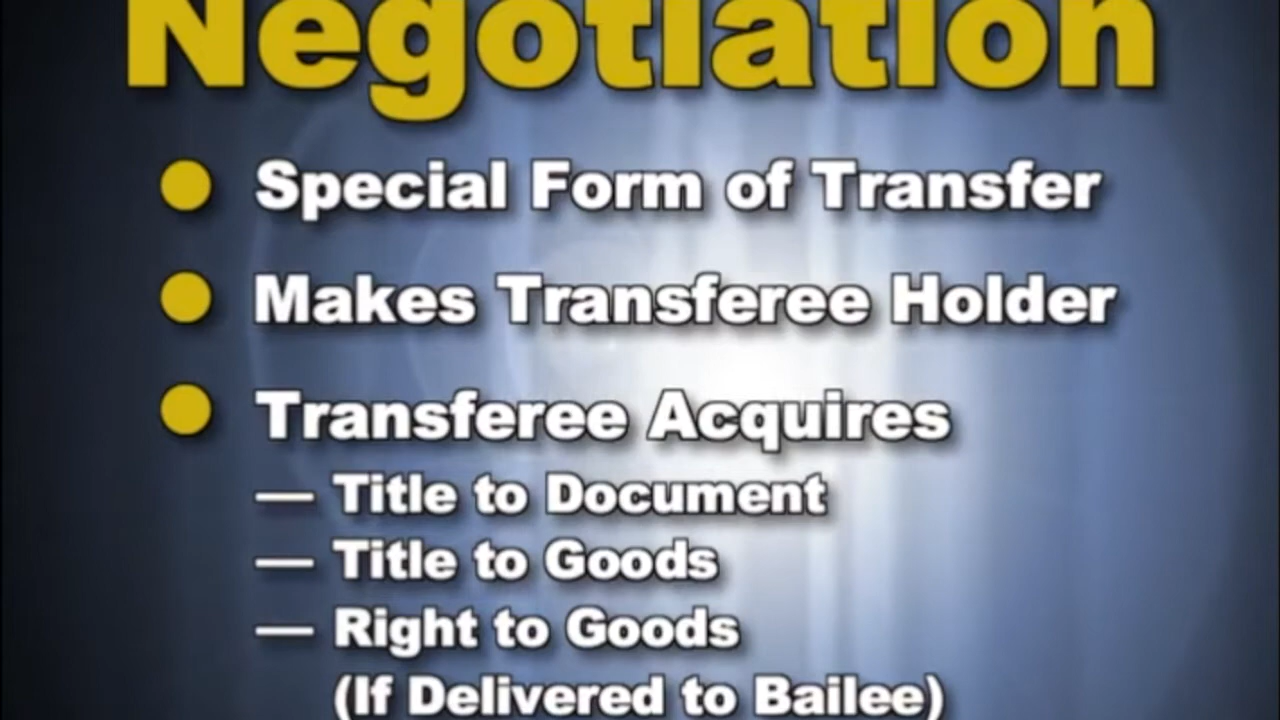 Negotiation
Special Form of Transfer
Makes Transferee Holder
Transferee Acquires
— Title to Document
— Title to Goods
— Right to Goods
(If Delivered to Bailee)